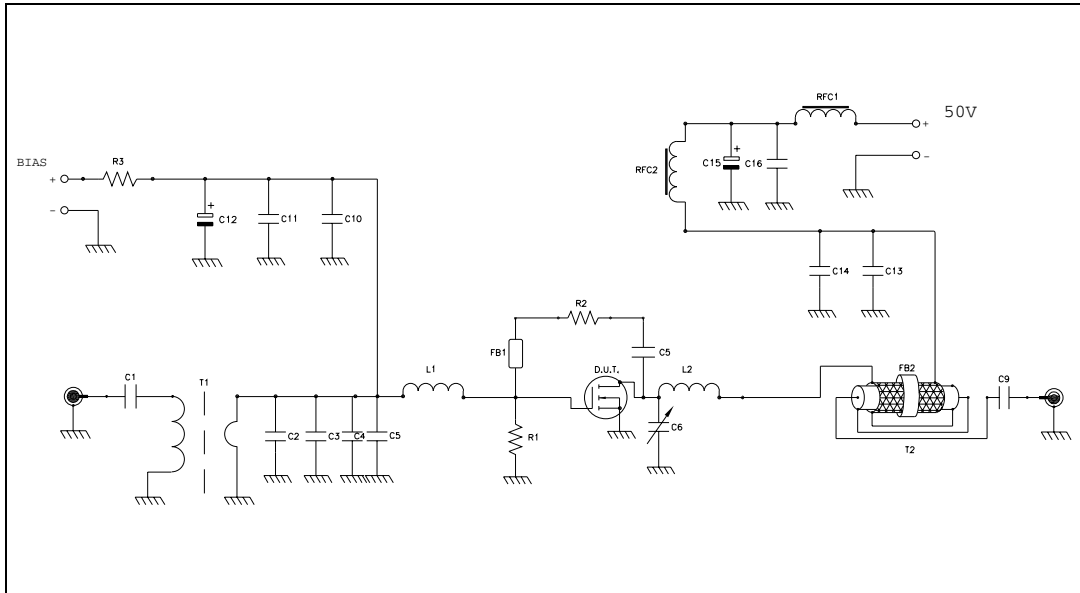 RFC1
50V
+
-
BIAS
+
-
R3
+
C12
C11
C10
RFC2
+
C15
C16
C14
C13
R2
FB1
C5
D.U.T.
L1
L2
FB2
C1
T1
C9
C2
C3
C4
C5
R1
C6
T2